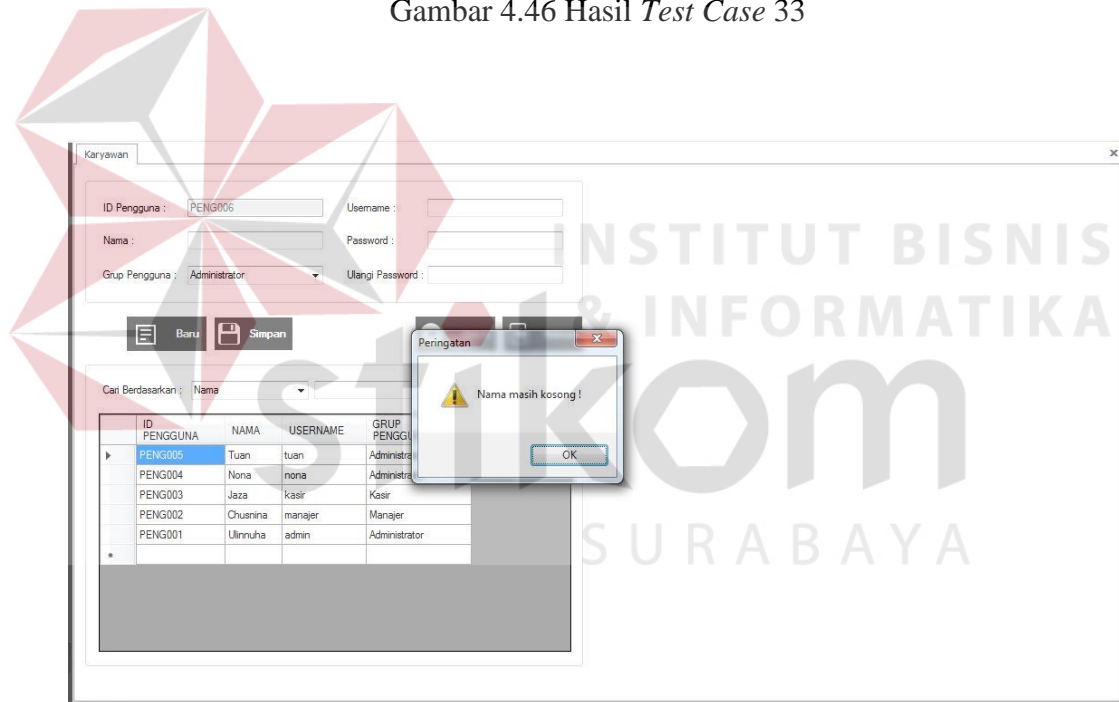 Gambar 4.46 Hasil Test Case 33
Karyawan
ID Pengguna : PENG006 Username :
Nama : Password :
Grup Pengguna : Administrator Ulangi Password :
Baru Simpan
Peringatan
Nama masih kosong !
OK
Cari Berdasarkan : Nama
ID PENGGUNA NAMA USERNAME GRUP
PENG005 Tuan tuan
PENG004 Nona nona
PENG003 Jaza kasir Kasir
PENG002 Chusnina manajer Manajer
PENG001 Ulinnuha admin Administrator
INSTITUT BISNIS
& INFORMATIKA
stikom
SURABAYA